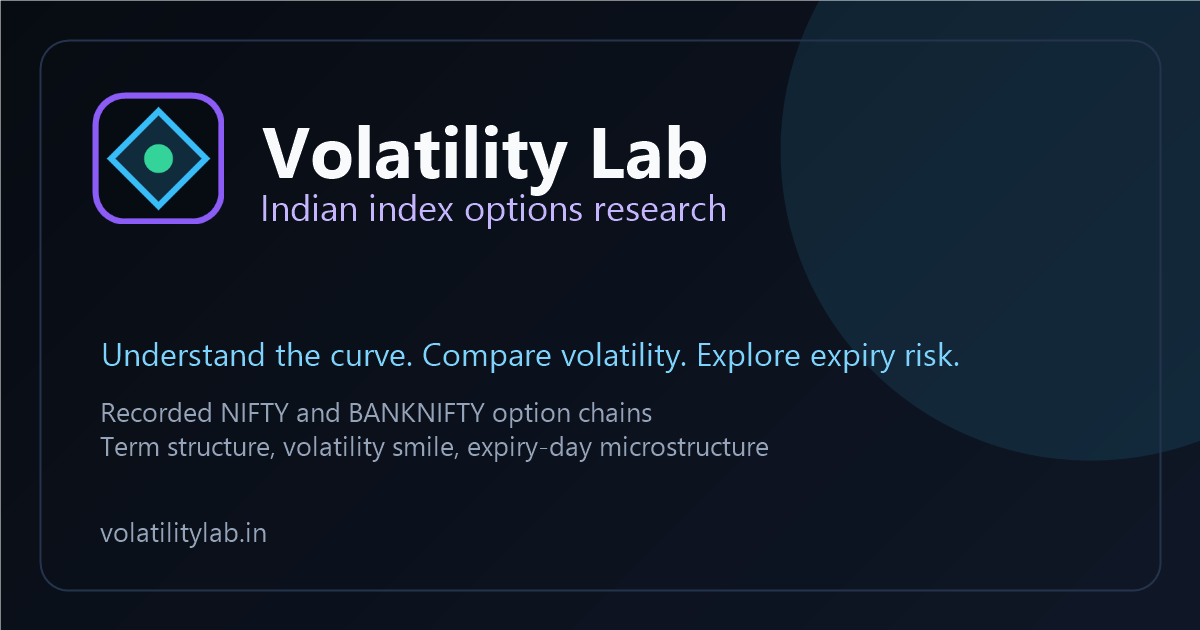 Volatility Lab
Indian index options research
Understand the curve. Compare volatility. Explore expiry risk.
Recorded NIFTY and BANKNIFTY option chains
Term structure, volatility smile, expiry-day microstructure
volatilitylab.in